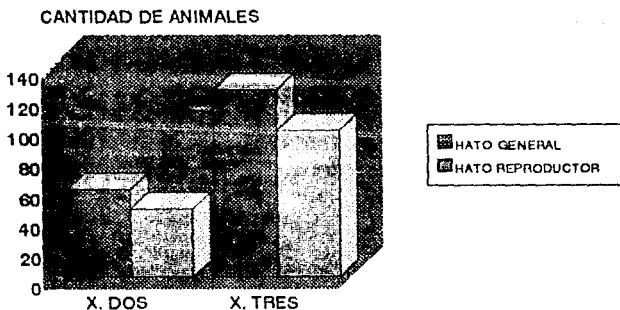 CANTIDAD DE ANIMALES
140
120
100
80
60
40
20
0
X. DOS X. TRES
HATO GENERAL
HATO REPRODUCTOR